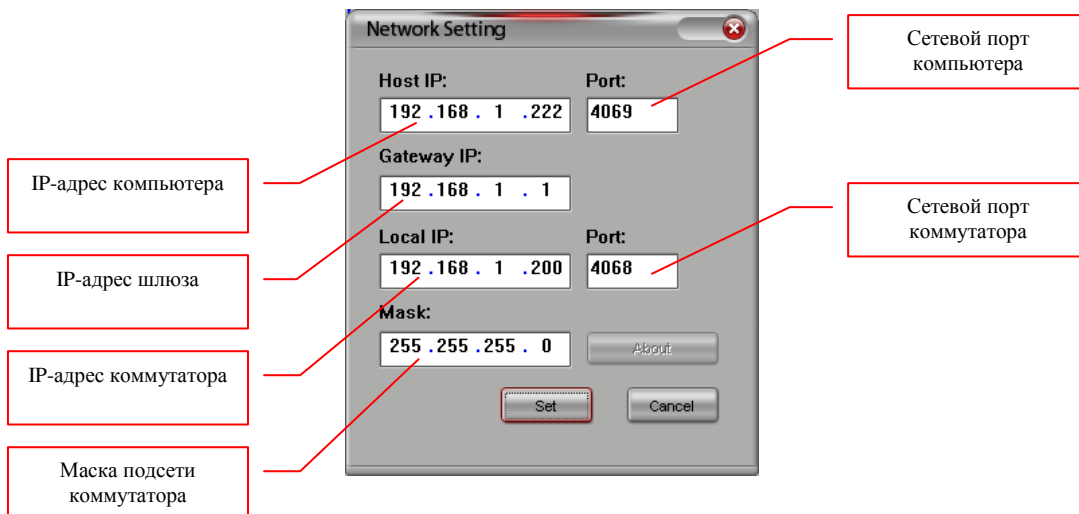 Network Setting
Host IP:
Port:
192 .168 . 1 .222
4069
Gateway IP:
192 .168 . 1 . 1
Local IP:
Port:
192 .168 . 1 .200
4068
Mask:
255 .255 .255 . 0
About
Set
Cancel
IP-адрес компьютера
IP-адрес шлюза
IP-адрес коммутатора
Маска подсети
коммутатора
Сетевой порт
компьютера
Сетевой порт
коммутатора